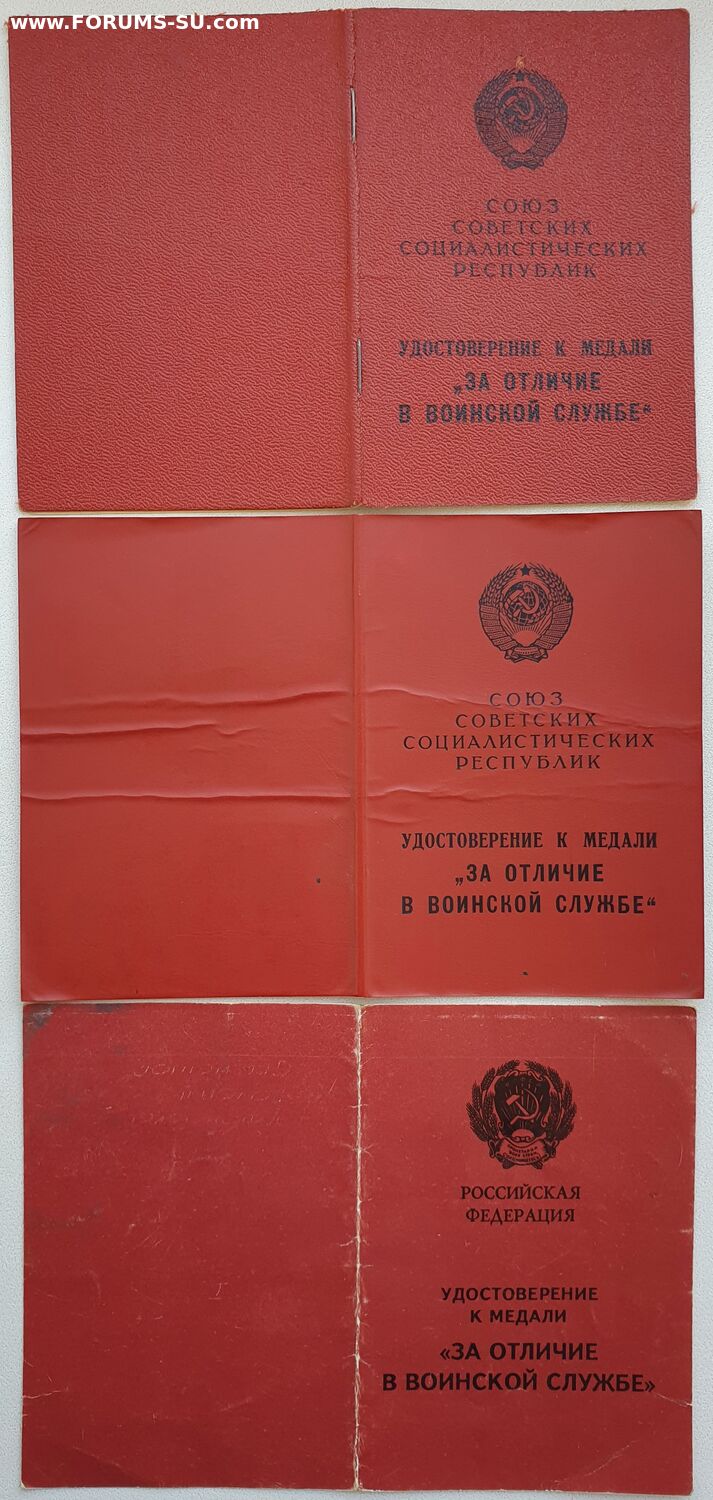 www.FORUMS-SU.com
СОЮЗ
СОВЕТСКИХ
СОЦИАЛИСТИЧЕСКИХ
РЕСПУБЛИК
УДОСТОВЕРЕНИЕ К МЕДАЛИ
„ЗА ОТЛИЧИЕ
В ВОИНСКОЙ СЛУЖБЕ“
СОЮЗ
СОВЕТСКИХ
СОЦИАЛИСТИЧЕСКИХ
РЕСПУБЛИК
УДОСТОВЕРЕНИЕ К МЕДАЛИ
„ЗА ОТЛИЧИЕ
В ВОИНСКОЙ СЛУЖБЕ“
РОССИЙСКАЯ
ФЕДЕРАЦИЯ
УДОСТОВЕРЕНИЕ
К МЕДАЛИ
«ЗА ОТЛИЧИЕ
В ВОИНСКОЙ СЛУЖБЕ»